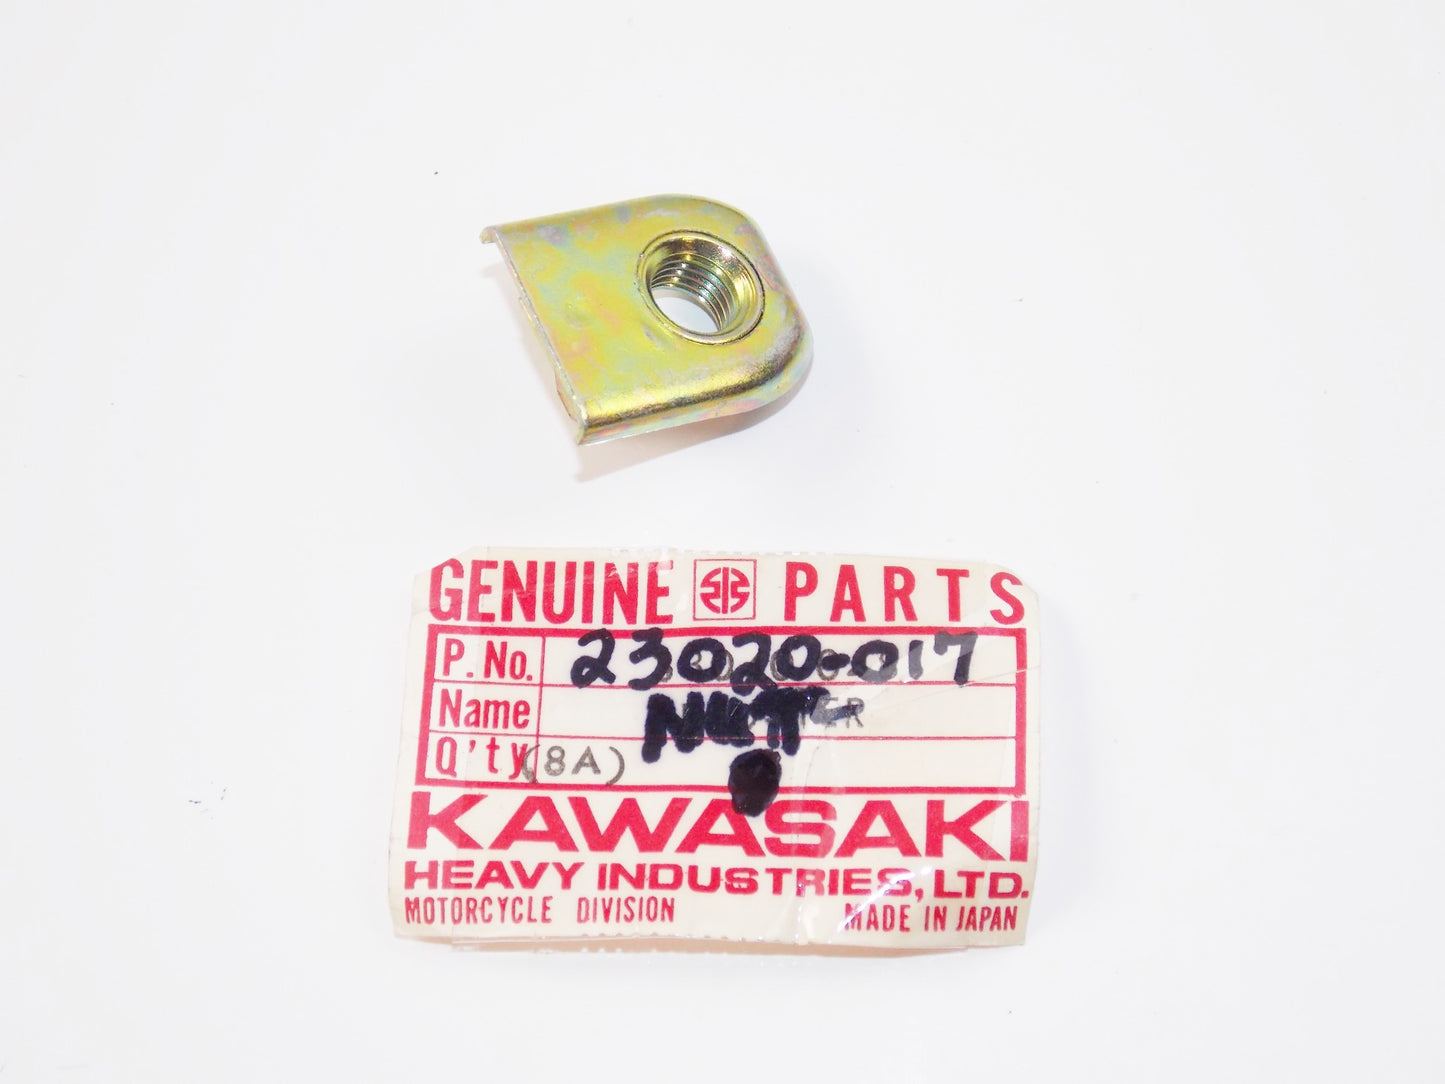 GENUINE PARTS
P. No. 23020-017
Name NUT
Q'ty (8A)
KAWASAKI
HEAVY INDUSTRIES, LTD.
MOTORCYCLE DIVISION MADE IN JAPAN